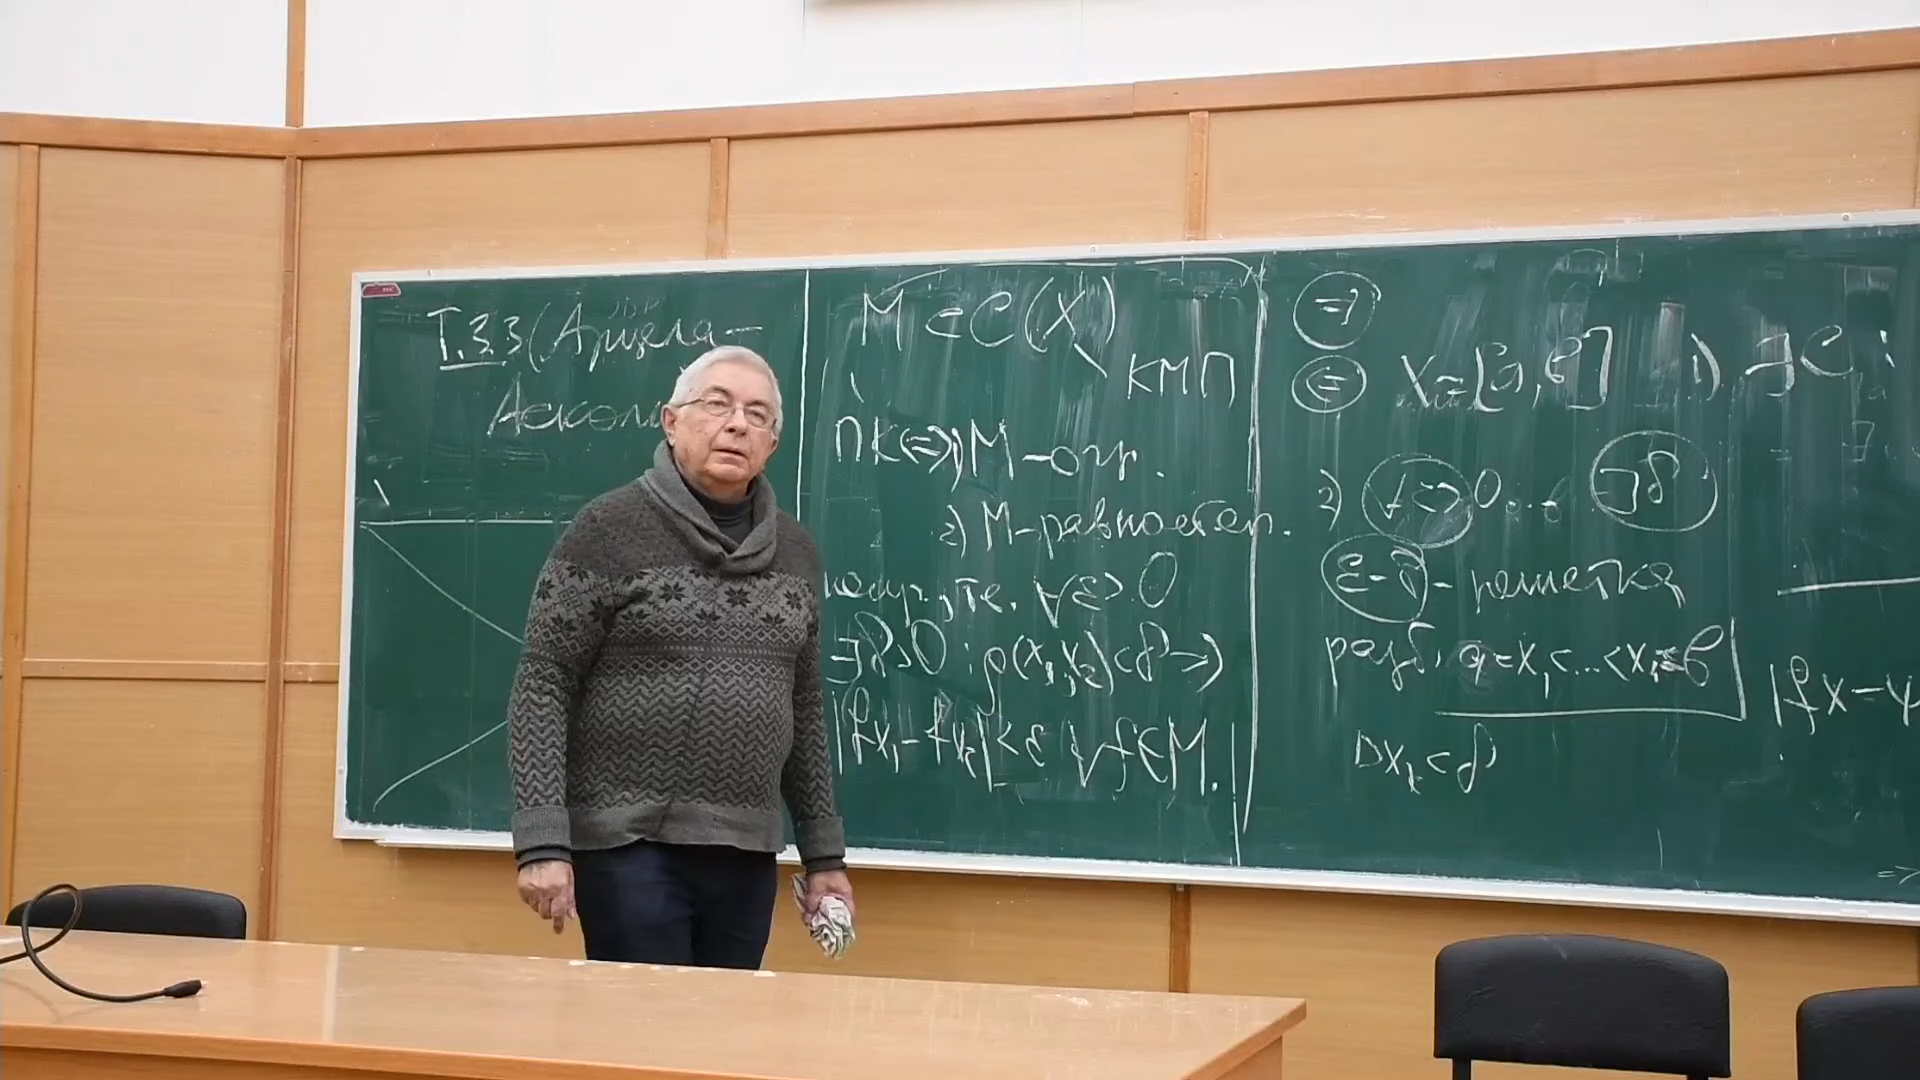 Т.3.3 (Арцела-
Аскол
M ⊂ C(X)
КМП
ПК ⇔ 1) M - огр.
2) M - равностеп.
непр., т.е. ∀ε>0
∃δ>0 : ρ(x₁,x₂)<δ ⇒
|fx₁ - fx₂|<ε ∀f∈M.
⇒
⇐ X=[a,b] 1) ∃C :
2) ∀ε>0... ∃δ
ε-δ - решетка
разб. a=x₁<...<xₙ=b
Δxₖ<δ
|fx-ψ